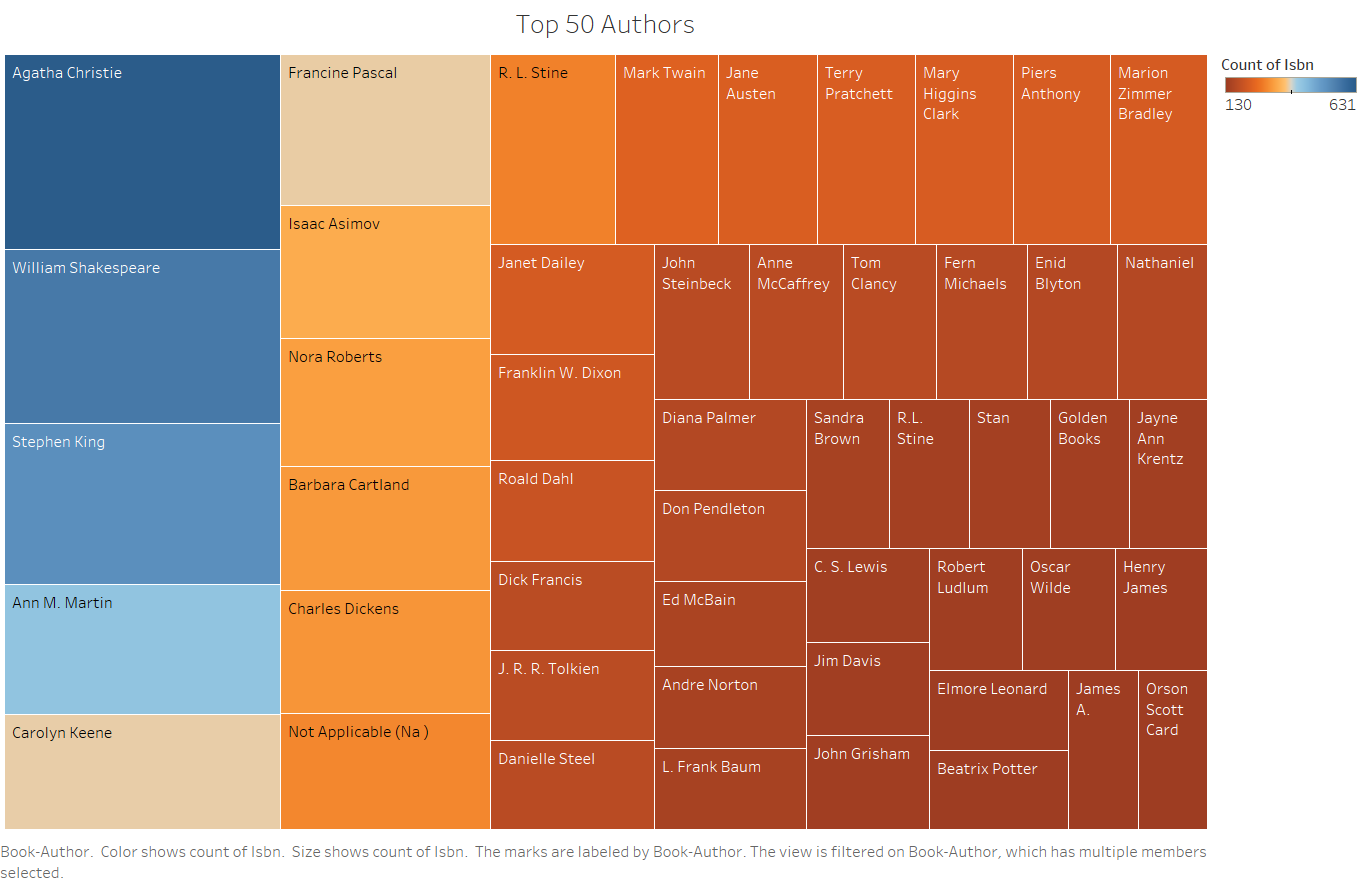 Top 50 Authors
Agatha Christie
William Shakespeare
Stephen King
Ann M. Martin
Carolyn Keene
Francine Pascal
Isaac Asimov
Nora Roberts
Barbara Cartland
Charles Dickens
Not Applicable (Na )
R. L. Stine
Mark Twain
Jane
Austen
Terry
Pratchett
Mary
Higgins
Clark
Piers
Anthony
Marion
Zimmer
Bradley
Janet Dailey
Franklin W. Dixon
Roald Dahl
Dick Francis
J. R. R. Tolkien
Danielle Steel
John
Steinbeck
Anne
McCaffrey
Tom
Clancy
Fern
Michaels
Enid
Blyton
Nathaniel
Diana Palmer
Don Pendleton
Ed McBain
Andre Norton
L. Frank Baum
Sandra
Brown
R.L.
Stine
Stan
Golden
Books
Jayne
Ann
Krentz
C. S. Lewis
Jim Davis
John Grisham
Robert
Ludlum
Oscar
Wilde
Henry
James
Elmore Leonard
Beatrix Potter
James
A.
Orson
Scott
Card
Count of Isbn
130 631
Book-Author.  Color shows count of Isbn.  Size shows count of Isbn.  The marks are labeled by Book-Author. The view is filtered on Book-Author, which has multiple members
selected.